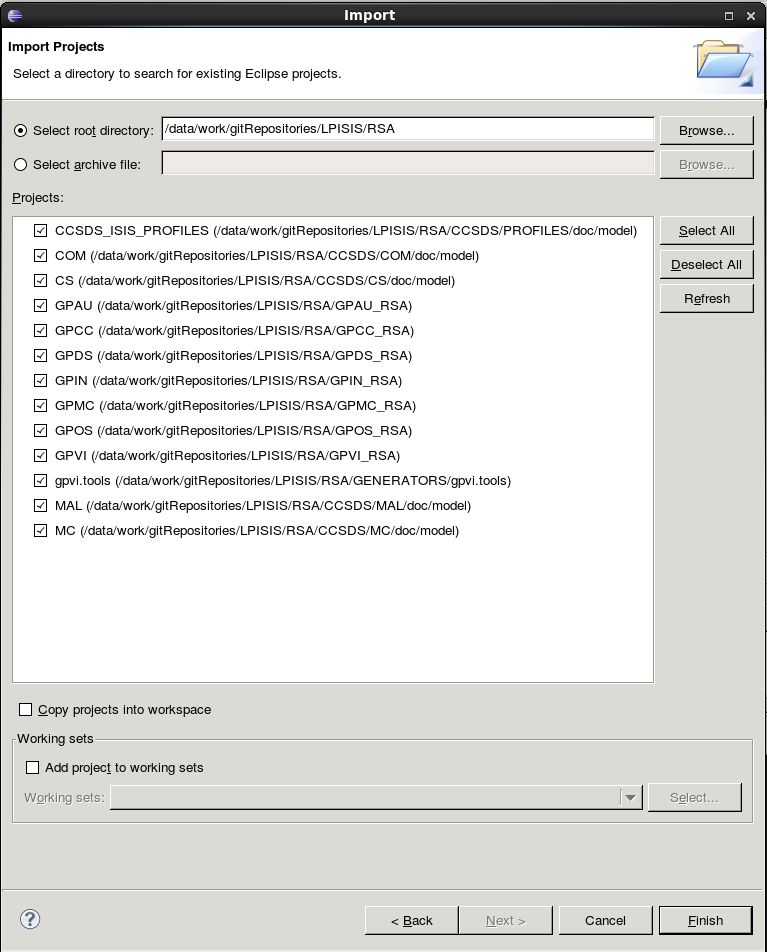 Import
Import Projects
Select a directory to search for existing Eclipse projects.
Select root directory: /data/work/gitRepositories/LPISIS/RSA Browse...
Select archive file: Browse...
Projects:
CCSDS_ISIS_PROFILES (/data/work/gitRepositories/LPISIS/RSA/CCSDS/PROFILES/doc/model) Select All
COM (/data/work/gitRepositories/LPISIS/RSA/CCSDS/COM/doc/model)
Deselect All
CS (/data/work/gitRepositories/LPISIS/RSA/CCSDS/CS/doc/model)
Refresh
GPAU (/data/work/gitRepositories/LPISIS/RSA/GPAU_RSA)
GPCC (/data/work/gitRepositories/LPISIS/RSA/GPCC_RSA)
GPDS (/data/work/gitRepositories/LPISIS/RSA/GPDS_RSA)
GPIN (/data/work/gitRepositories/LPISIS/RSA/GPIN_RSA)
GPMC (/data/work/gitRepositories/LPISIS/RSA/GPMC_RSA)
GPOS (/data/work/gitRepositories/LPISIS/RSA/GPOS_RSA)
GPVI (/data/work/gitRepositories/LPISIS/RSA/GPVI_RSA)
gpvi.tools (/data/work/gitRepositories/LPISIS/RSA/GENERATORS/gpvi.tools)
MAL (/data/work/gitRepositories/LPISIS/RSA/CCSDS/MAL/doc/model)
MC (/data/work/gitRepositories/LPISIS/RSA/CCSDS/MC/doc/model)
Copy projects into workspace
Working sets
Add project to working sets
Working sets: Select...
? < Back Next > Cancel Finish